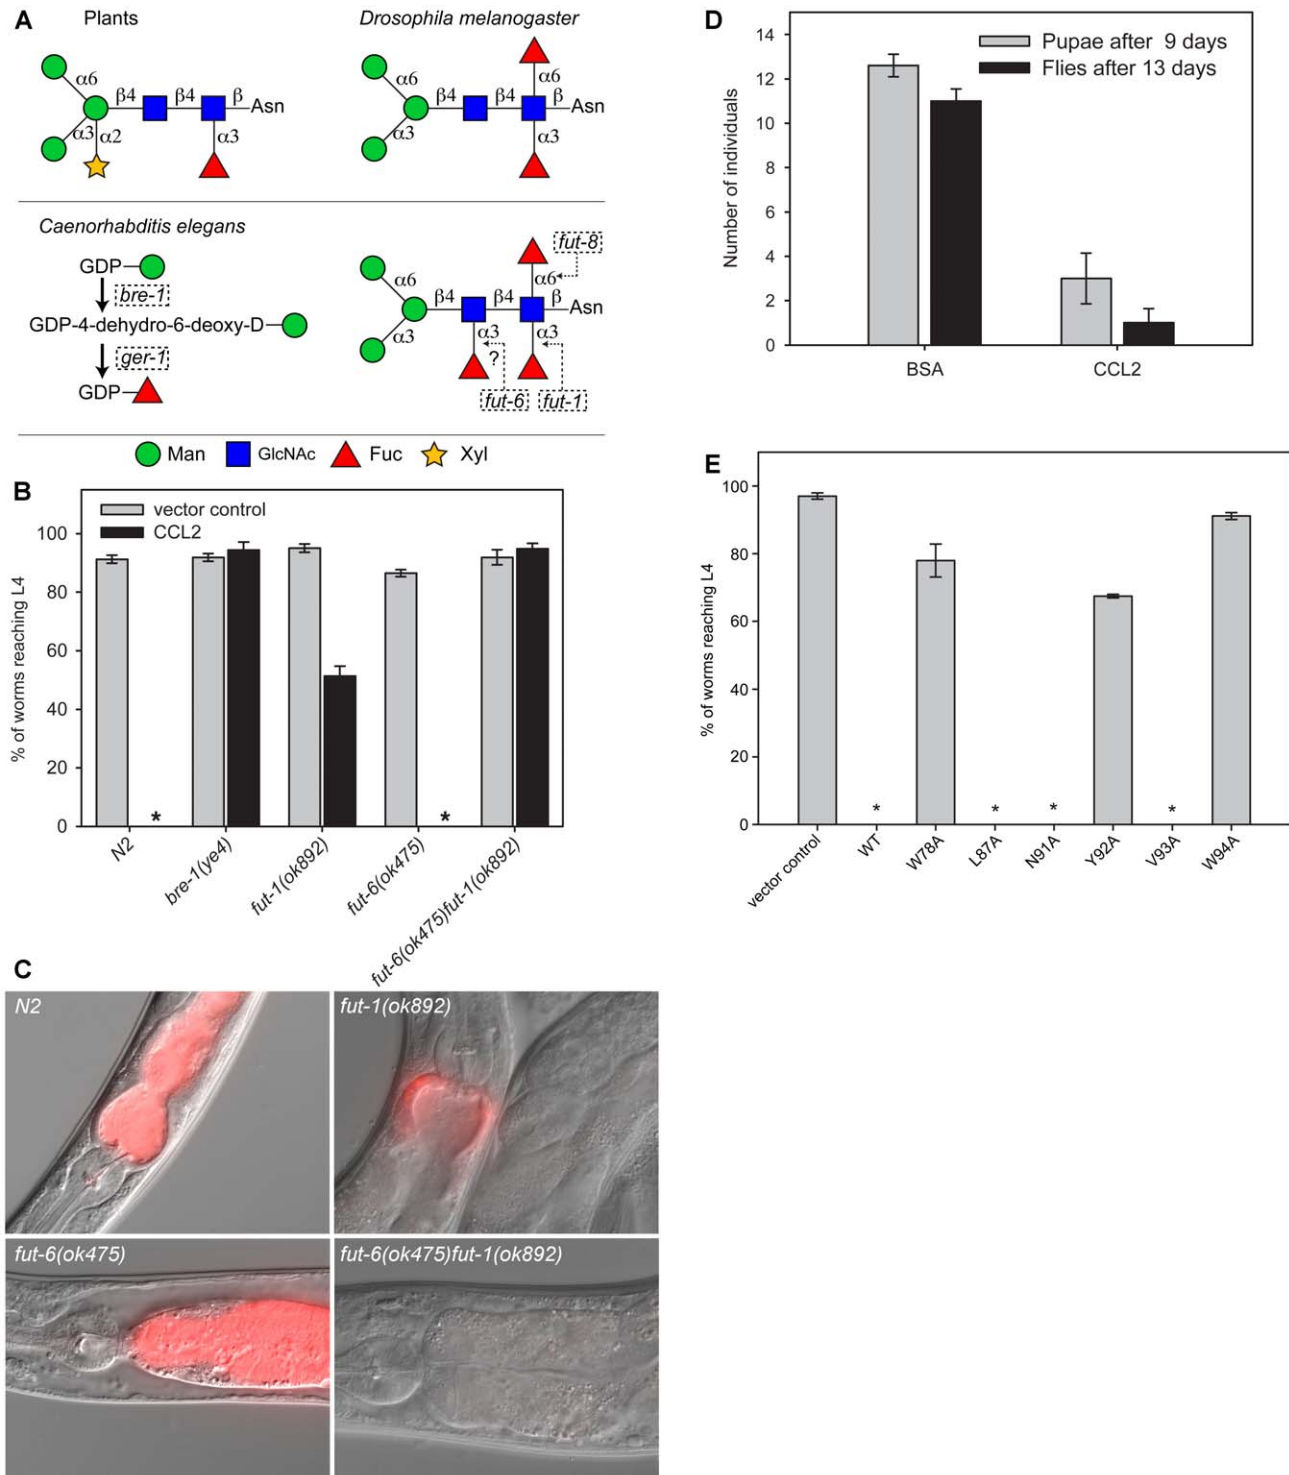 A
Plants
α6
β4
β4
β
Asn
α3
α2
α3
Drosophila melanogaster
α6
α6
β4
β4
β
Asn
α3
α3
Caenorhabditis elegans
GDP
bre-1
GDP-4-dehydro-6-deoxy-D
ger-1
GDP
fut-8
α6
α6
β4
β4
β
Asn
α3
α3
α3
?
fut-6
fut-1
Man
GlcNAc
Fuc
Xyl
B
vector control
CCL2
% of worms reaching L4
100
80
60
40
20
0
*
*
N2
bre-1(ye4)
fut-1(ok892)
fut-6(ok475)
fut-6(ok475)fut-1(ok892)
C
N2
fut-1(ok892)
fut-6(ok475)
fut-6(ok475)fut-1(ok892)
D
Pupae after 9 days
Flies after 13 days
Number of individuals
14
12
10
8
6
4
2
0
BSA
CCL2
E
% of worms reaching L4
100
80
60
40
20
0
*
*
*
*
vector control
WT
W78A
L87A
N91A
Y92A
V93A
W94A